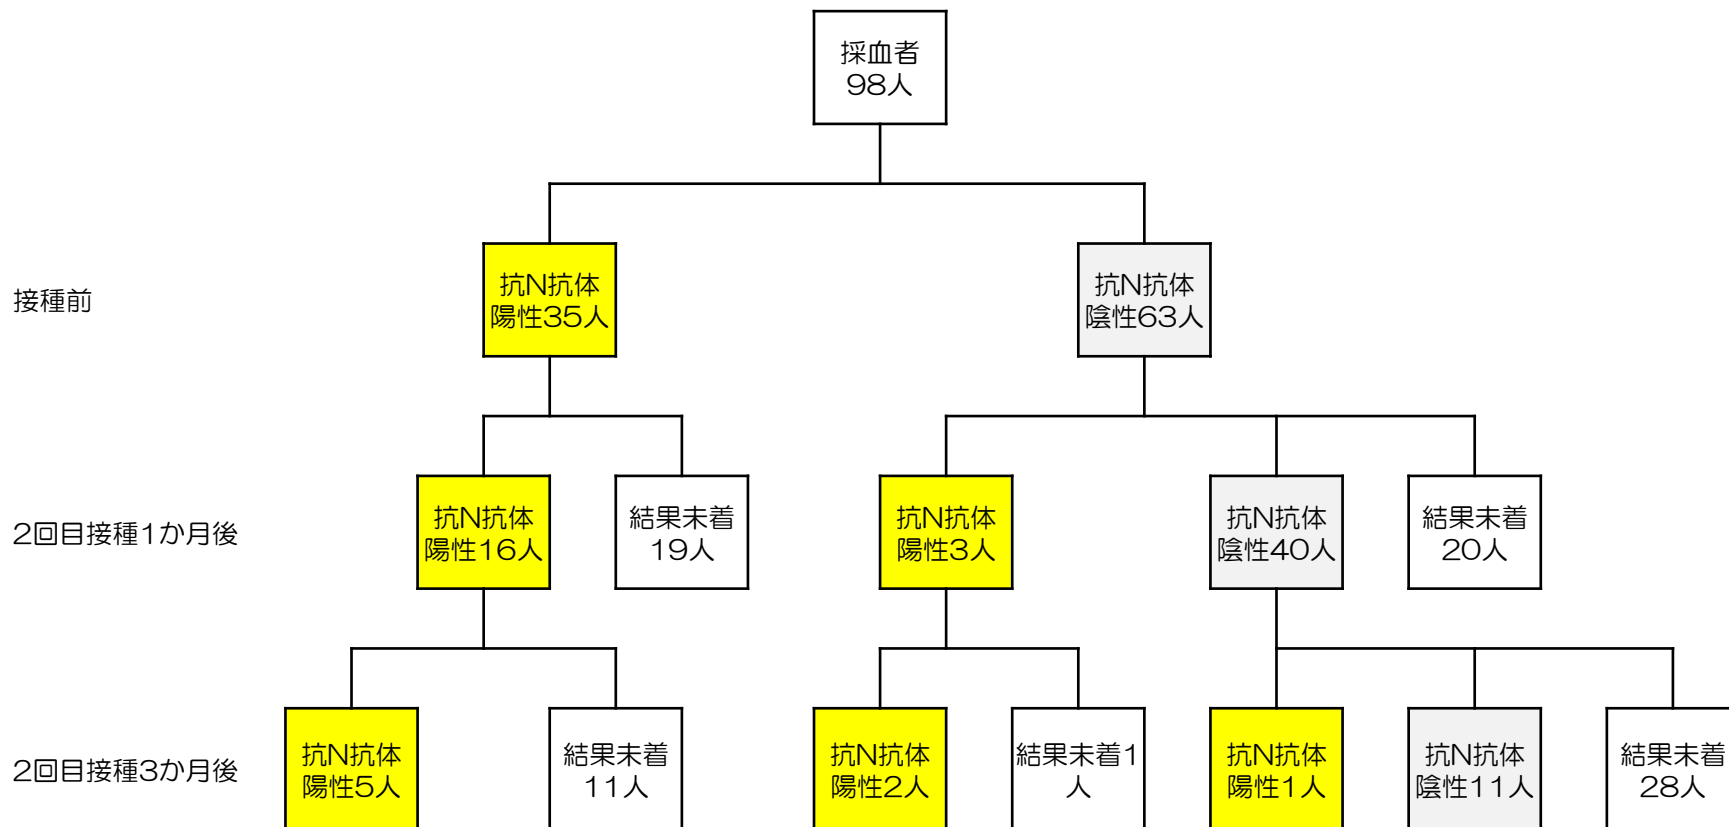 採血者
98人
接種前
抗N抗体
陽性35人
抗N抗体
陰性63人
2回目接種1か月後
抗N抗体
陽性16人
結果未着
19人
抗N抗体
陽性3人
抗N抗体
陰性40人
結果未着
20人
2回目接種3か月後
抗N抗体
陽性5人
結果未着
11人
抗N抗体
陽性2人
結果未着1
人
抗N抗体
陽性1人
抗N抗体
陰性11人
結果未着
28人